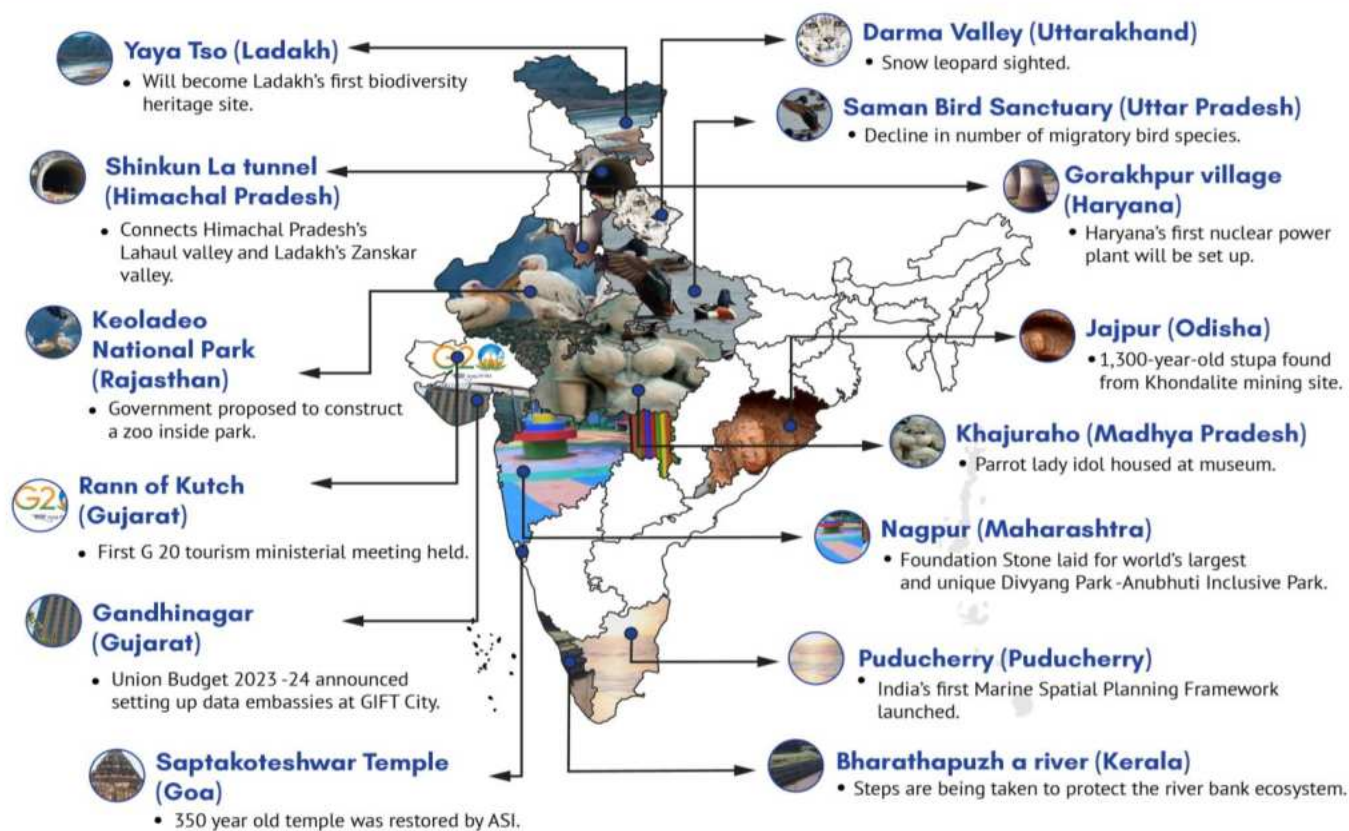 Yaya Tso (Ladakh)
• Will become Ladakh's first biodiversity
heritage site.
Shinkun La tunnel
(Himachal Pradesh)
• Connects Himachal Pradesh's
Lahaul valley and Ladakh's Zanskar
valley.
Keoladeo
National Park
(Rajasthan)
• Government proposed to construct
a zoo inside park.
Rann of Kutch
(Gujarat)
• First G 20 tourism ministerial meeting held.
Gandhinagar
(Gujarat)
• Union Budget 2023 -24 announced
setting up data embassies at GIFT City.
Saptakoteshwar Temple
(Goa)
• 350 year old temple was restored by ASI.
G20
G2
Darma Valley (Uttarakhand)
• Snow leopard sighted.
Saman Bird Sanctuary (Uttar Pradesh)
• Decline in number of migratory bird species.
Gorakhpur village
(Haryana)
• Haryana's first nuclear power
plant will be set up.
Jajpur (Odisha)
• 1,300-year-old stupa found
from Khondalite mining site.
Khajuraho (Madhya Pradesh)
• Parrot lady idol housed at museum.
Nagpur (Maharashtra)
• Foundation Stone laid for world's largest
and unique Divyang Park -Anubhuti Inclusive Park.
Puducherry (Puducherry)
• India's first Marine Spatial Planning Framework
launched.
Bharathapuzh a river (Kerala)
• Steps are being taken to protect the river bank ecosystem.